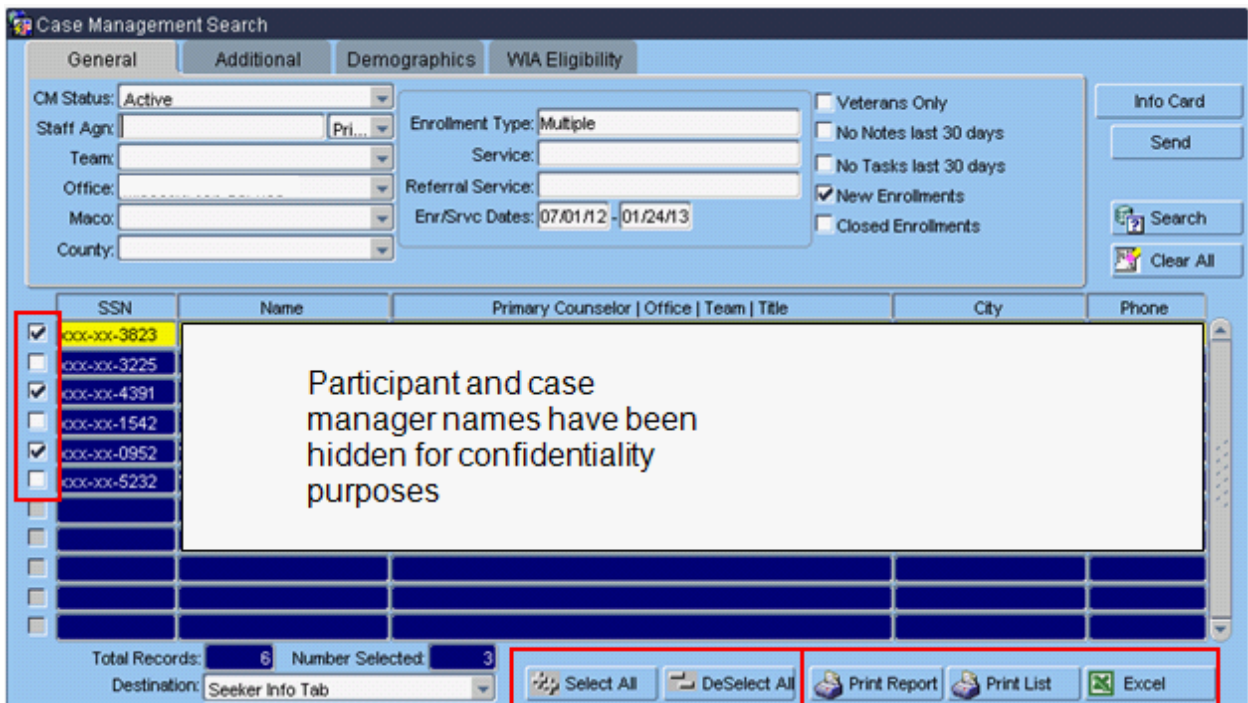 Case Management Search
General Additional Demographics WIA Eligibility
CM Status: Active
Staff Agn: Pri...
Team:
Office:
Maco:
County:
Enrollment Type: Multiple
Service:
Referral Service:
Enr/Srvc Dates: 07/01/12 - 01/24/13
Veterans Only
No Notes last 30 days
No Tasks last 30 days
New Enrollments
Closed Enrollments
Info Card
Send
Search
Clear All
SSN Name Primary Counselor | Office | Team | Title City Phone
xxx-xx-3823
xxx-xx-3225
xxx-xx-4391
xxx-xx-1542
xxx-xx-0952
xxx-xx-5232
Participant and case
manager names have been
hidden for confidentiality
purposes
Total Records: 6 Number Selected: 3
Destination: Seeker Info Tab
Select All DeSelect All Print Report Print List Excel